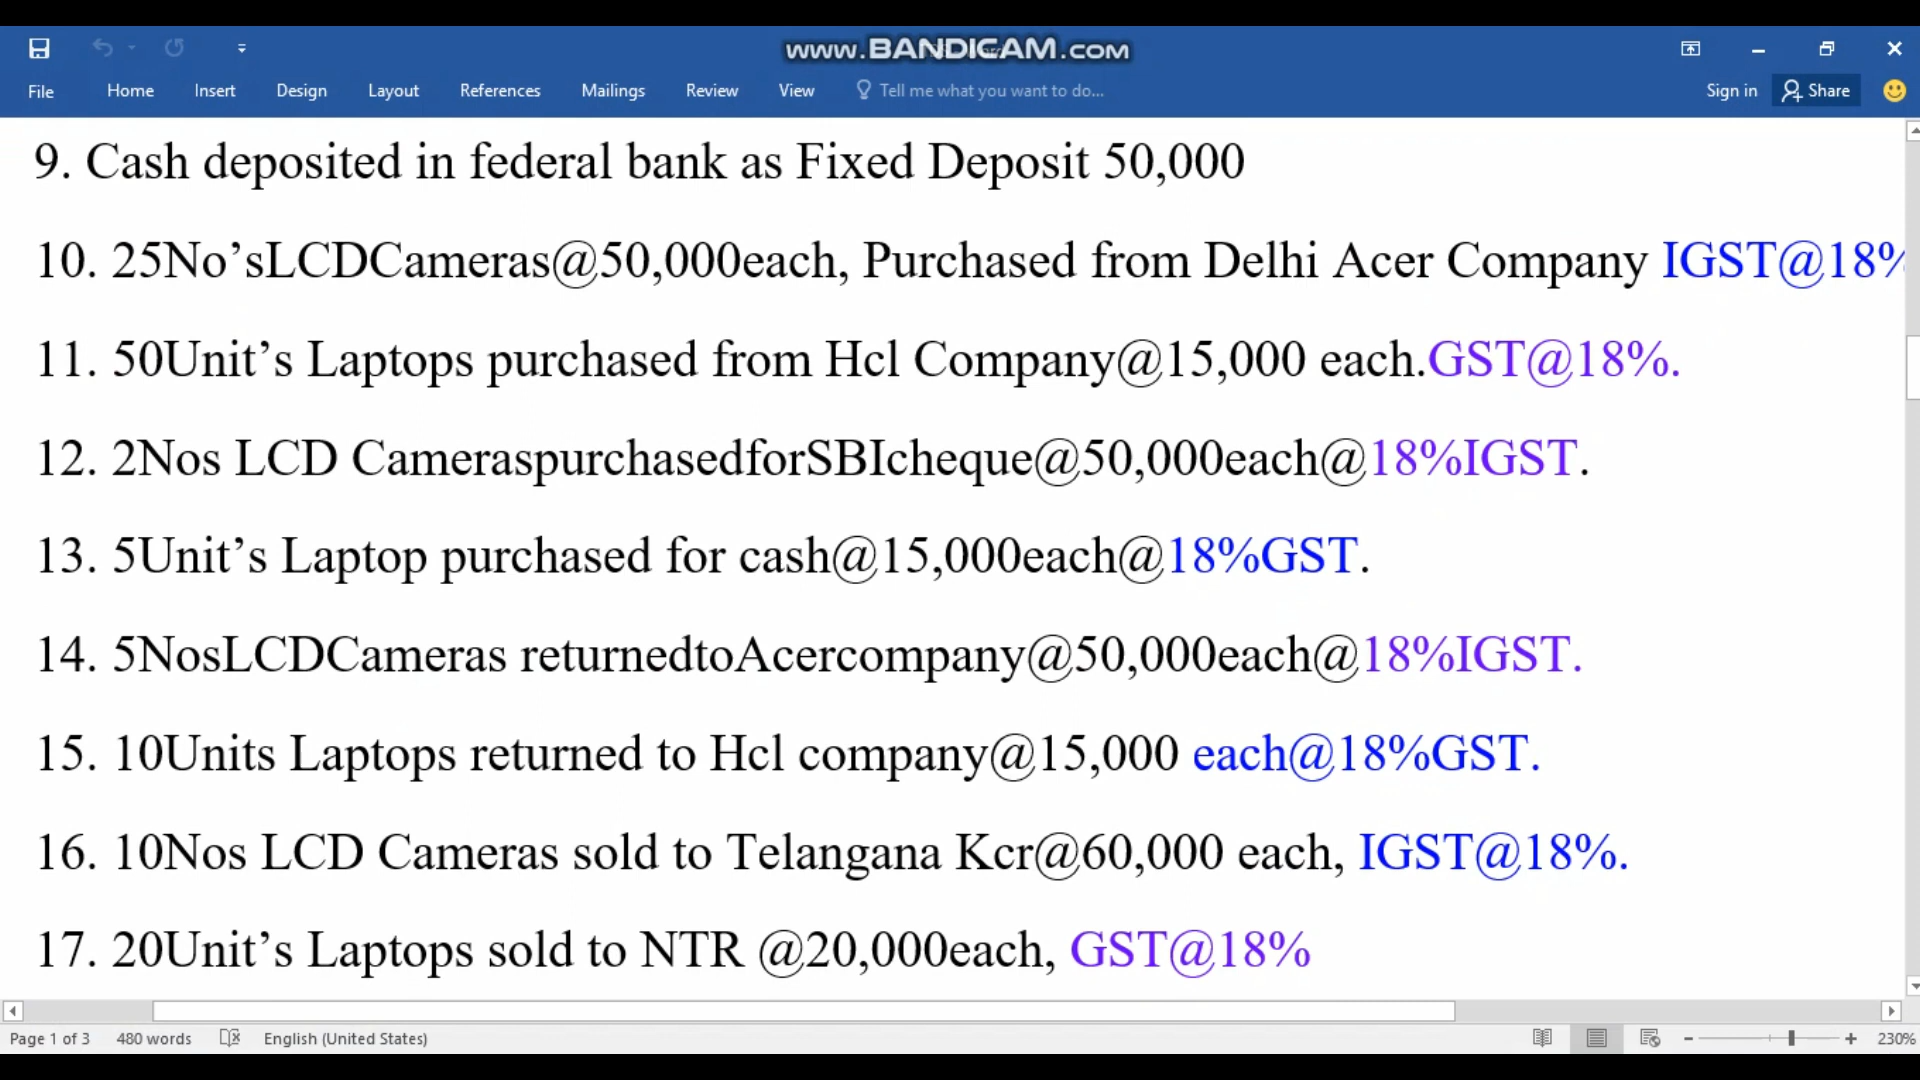 www.BANDICAM.com
File Home Insert Design Layout References Mailings Review View Tell me what you want to do... Sign in Share
9. Cash deposited in federal bank as Fixed Deposit 50,000
10. 25No’sLCDCameras@50,000each, Purchased from Delhi Acer Company IGST@18%
11. 50Unit’s Laptops purchased from Hcl Company@15,000 each.GST@18%.
12. 2Nos LCD CameraspurchasedforSBIcheque@50,000each@18%IGST.
13. 5Unit’s Laptop purchased for cash@15,000each@18%GST.
14. 5NosLCDCameras returnedtoAcercompany@50,000each@18%IGST.
15. 10Units Laptops returned to Hcl company@15,000 each@18%GST.
16. 10Nos LCD Cameras sold to Telangana Kcr@60,000 each, IGST@18%.
17. 20Unit’s Laptops sold to NTR @20,000each, GST@18%
Page 1 of 3 480 words English (United States) 230%